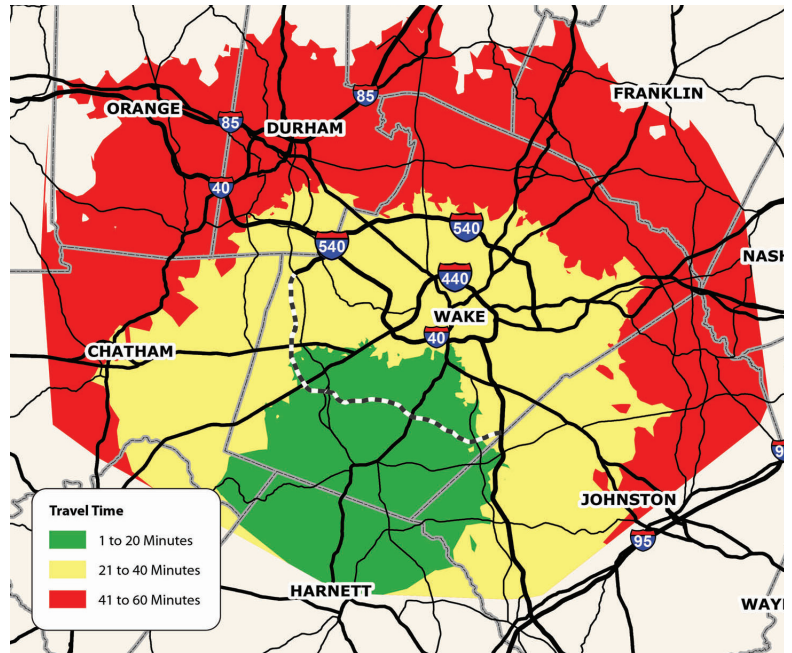 FRANKLIN
85
ORANGE
85
DURHAM
40
540
540
NASH
440
WAKE
40
CHATHAM
9
JOHNSTON
95
HARNETT
WAY
Travel Time
1 to 20 Minutes
21 to 40 Minutes
41 to 60 Minutes